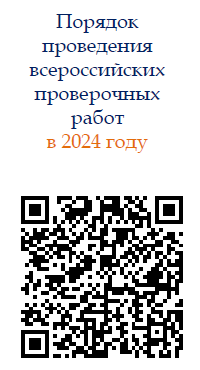 Порядок
проведения
всероссийских
проверочных
работ
в 2024 году